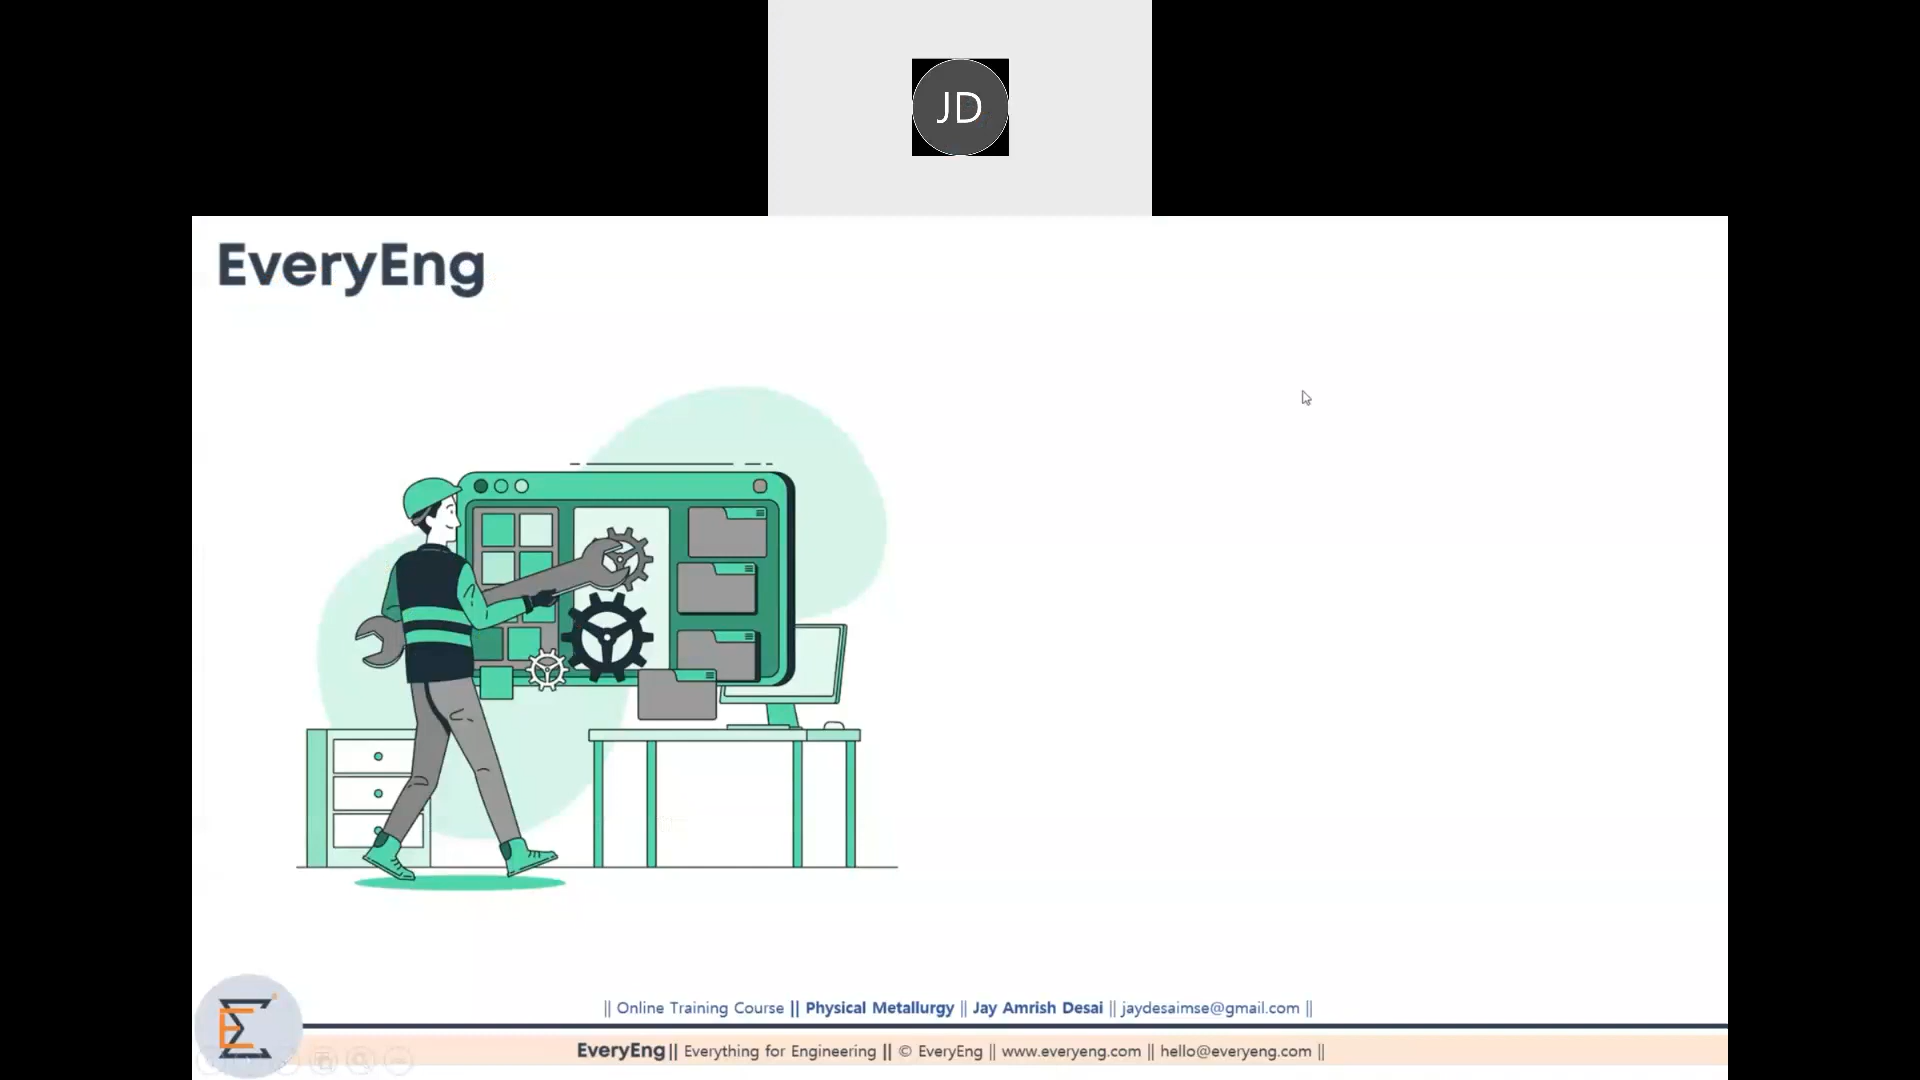 JD
EveryEng
|| Online Training Course || Physical Metallurgy || Jay Amrish Desai || jaydesaimse@gmail.com ||
EveryEng || Everything for Engineering || © EveryEng || www.everyeng.com || hello@everyeng.com ||